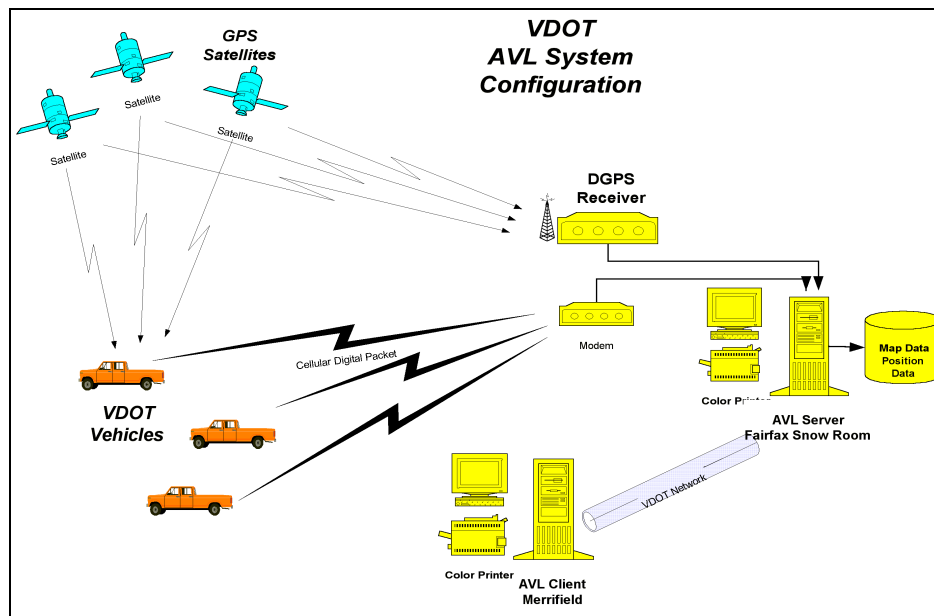 VDOT
AVL System
Configuration
GPS
Satellites
Satellite
Satellite
Satellite
DGPS
Receiver
Modem
Cellular Digital Packet
VDOT
Vehicles
Map Data
Position
Data
Color
AVL Server
Fairfax Snow Room
VDOT Network
Color Printer
AVL Client
Merrifield